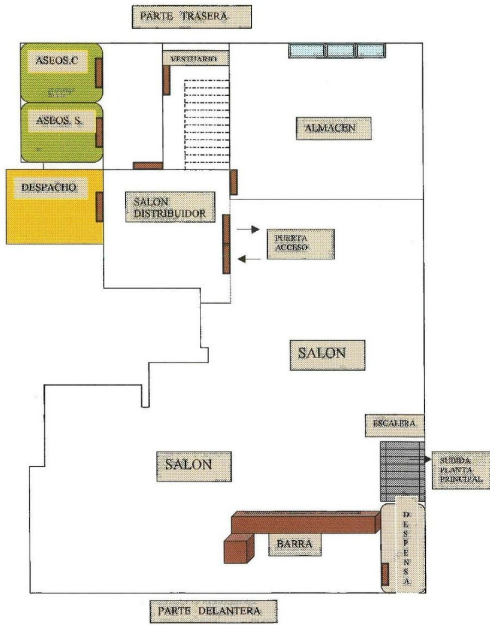 PARTE TRASERA
ASEOS.C
VESTUARIO
ASEOS. S.
ALMACEN
DESPACHO
SALON
DISTRIBUIDOR
PUERTA
ACCESO
SALON
ESCALERA
SALON
SUBIDA
PLANTA
PRINCIPAL
DESPENSA
BARRA
PARTE DELANTERA